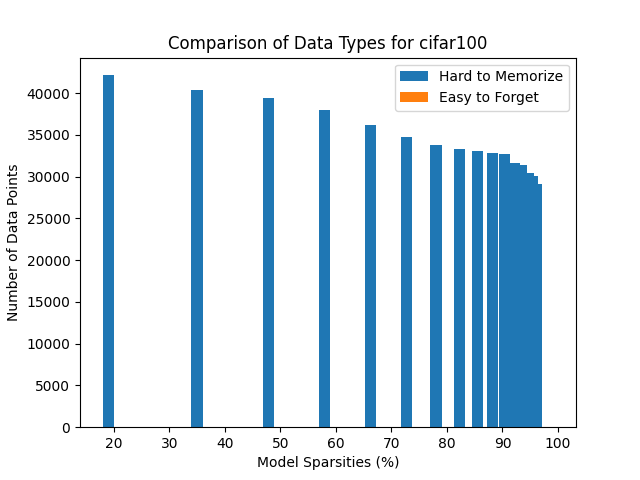 Comparison of Data Types for cifar100
Hard to Memorize
Easy to Forget
Number of Data Points
40000
35000
30000
25000
20000
15000
10000
5000
0
20 30 40 50 60 70 80 90 100
Model Sparsities (%)